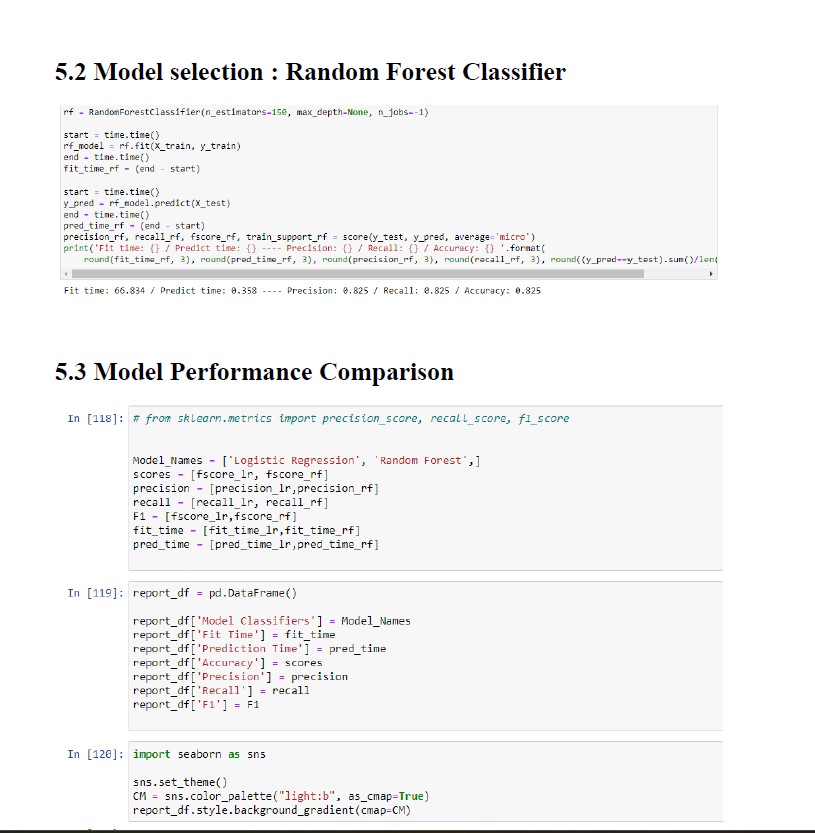 5.2 Model selection : Random Forest Classifier
rf = RandomForestClassifier(n_estimators=150, max_depth=None, n_jobs=-1)
start = time.time()
rf_model = rf.fit(X_train, y_train)
end = time.time()
fit_time_rf = (end - start)
start = time.time()
y_pred = rf_model.predict(X_test)
end = time.time()
pred_time_rf = (end - start)
precision_rf, recall_rf, fscore_rf, train_support_rf = score(y_test, y_pred, average='micro')
print('Fit time: {} / Predict time: {} ---- Precision: {} / Recall: {} / Accuracy: {} '.format(
round(fit_time_rf, 3), round(pred_time_rf, 3), round(precision_rf, 3), round(recall_rf, 3), round((y_pred==y_test).sum()/len(
Fit time: 66.834 / Predict time: 0.358 ---- Precision: 0.825 / Recall: 0.825 / Accuracy: 0.825
5.3 Model Performance Comparison
In [118]: # from sklearn.metrics import precision_score, recall_score, f1_score
Model_Names = ['Logistic Regression', 'Random Forest',]
scores = [fscore_lr, fscore_rf]
precision = [precision_lr,precision_rf]
recall = [recall_lr, recall_rf]
F1 = [fscore_lr,fscore_rf]
fit_time = [fit_time_lr,fit_time_rf]
pred_time = [pred_time_lr,pred_time_rf]
In [119]: report_df = pd.DataFrame()
report_df['Model Classifiers'] = Model_Names
report_df['Fit Time'] = fit_time
report_df['Prediction Time'] = pred_time
report_df['Accuracy'] = scores
report_df['Precision'] = precision
report_df['Recall'] = recall
report_df['F1'] = F1
In [120]: import seaborn as sns
sns.set_theme()
CM = sns.color_palette("light:b", as_cmap=True)
report_df.style.background_gradient(cmap=CM)